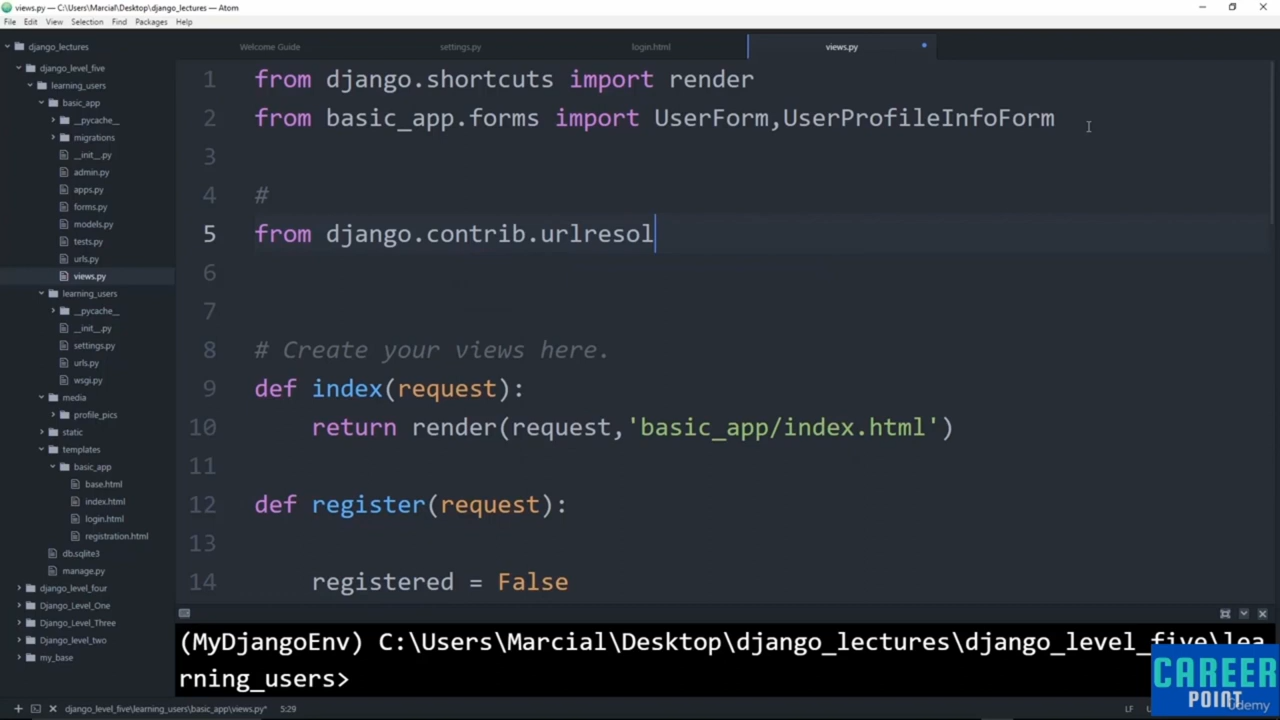 views.py — C:\Users\Marcial\Desktop\django_lectures — Atom
File Edit View Selection Find Packages Help
django_lectures
django_level_five
learning_users
basic_app
__pycache__
migrations
__init__.py
admin.py
apps.py
forms.py
models.py
tests.py
urls.py
views.py
learning_users
__pycache__
__init__.py
settings.py
urls.py
wsgi.py
media
profile_pics
static
templates
basic_app
base.html
index.html
login.html
registration.html
db.sqlite3
manage.py
django_level_four
Django_Level_One
Django_Level_Three
Django_level_two
my_base
Welcome Guide settings.py login.html views.py
1 from django.shortcuts import render
2 from basic_app.forms import UserForm,UserProfileInfoForm
3
4 #
5 from django.contrib.urlresol
6
7
8 # Create your views here.
9 def index(request):
10 return render(request,'basic_app/index.html')
11
12 def register(request):
13
14 registered = False
(MyDjangoEnv) C:\Users\Marcial\Desktop\django_lectures\django_level_five\lea
rning_users>
django_level_five\learning_users\basic_app\views.py* 5:29 LF
CAREER
POINT
Udemy